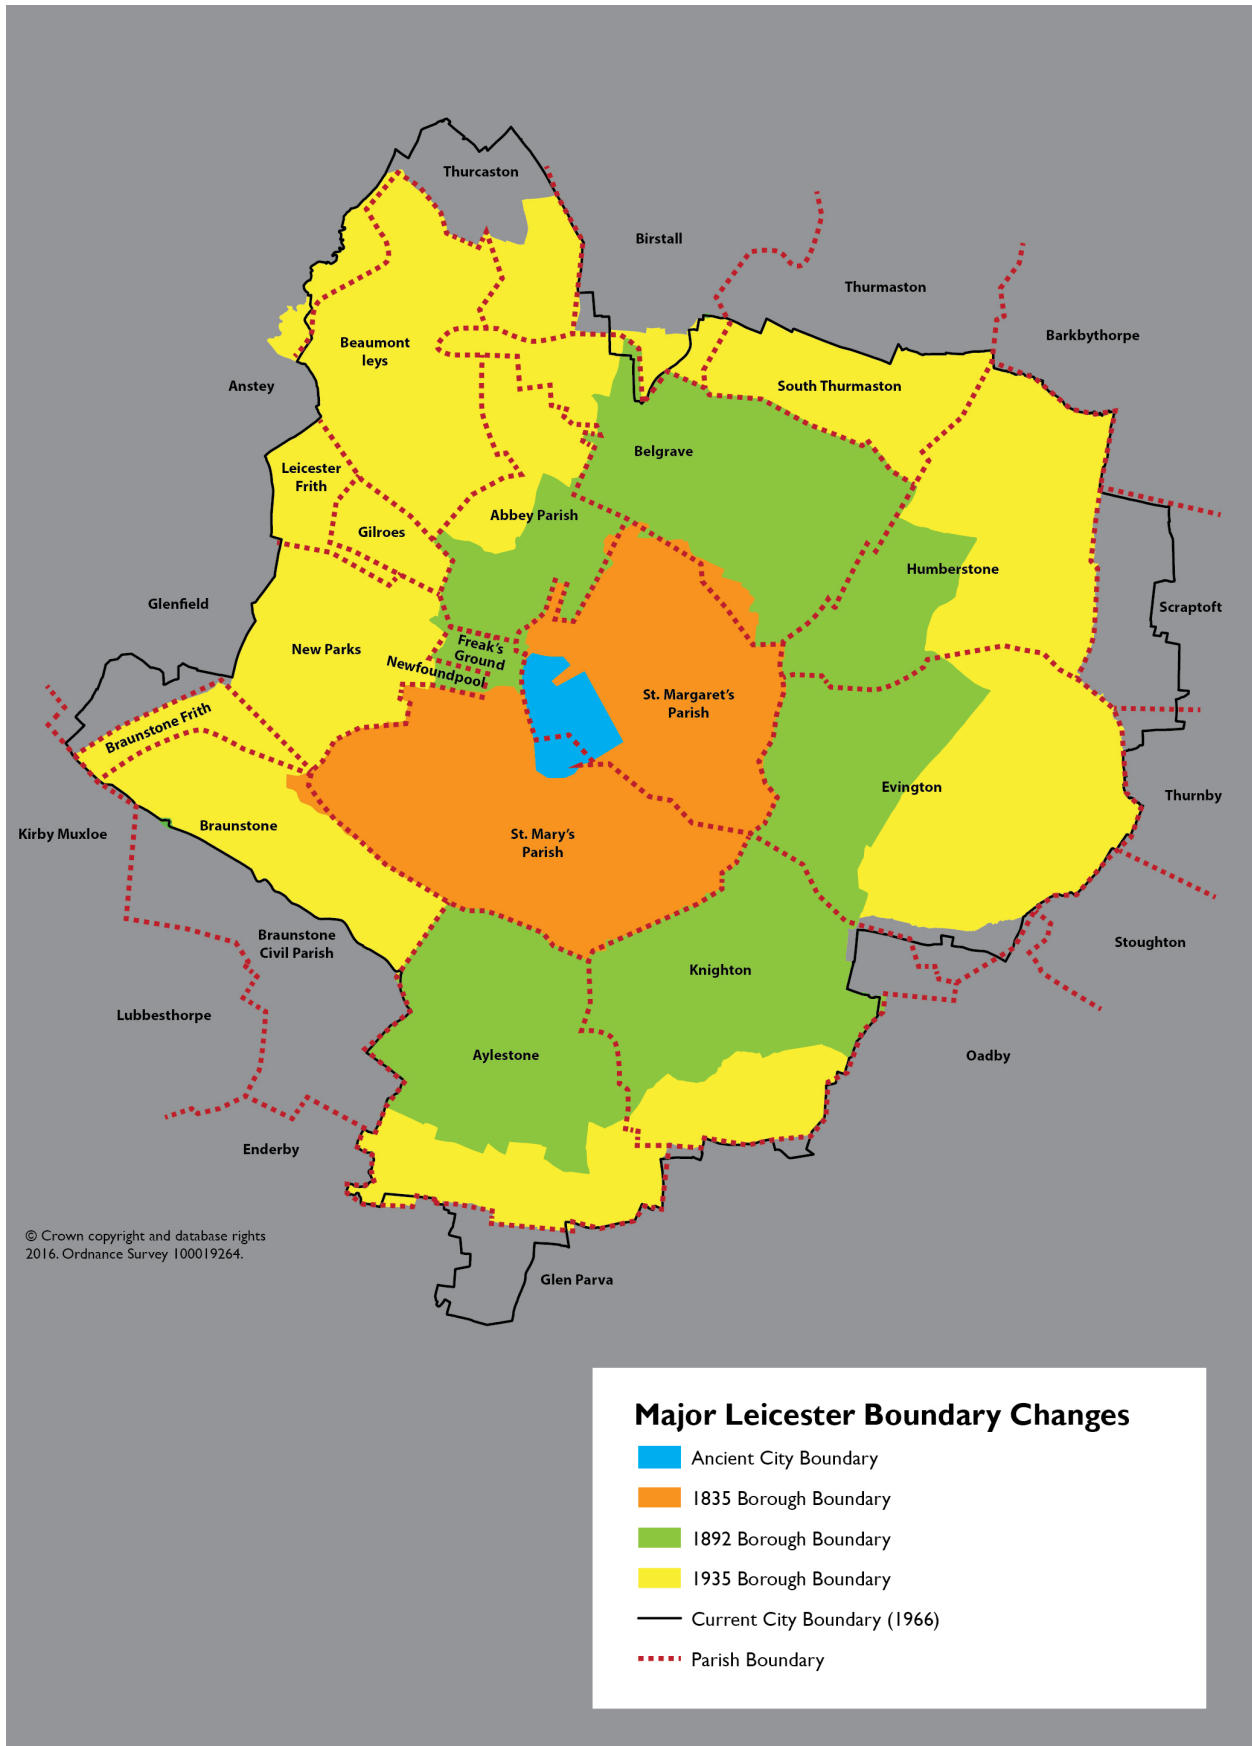 Thurcaston
Birstall
Thurmaston
Barkbythorpe
Beaumont
leys
Anstey
South Thurmaston
Belgrave
Leicester
Frith
Abbey Parish
Gilroes
Humberstone
Glenfield
Scraptoft
New Parks
Freak's
Ground
Newfoundpool
St. Margaret's
Parish
Braunstone Frith
Evington
Thurnby
Kirby Muxloe
Braunstone
St. Mary's
Parish
Braunstone
Civil Parish
Stoughton
Knighton
Lubbesthorpe
Aylestone
Oadby
Enderby
© Crown copyright and database rights
2016. Ordnance Survey 100019264.
Glen Parva
Major Leicester Boundary Changes
Ancient City Boundary
1835 Borough Boundary
1892 Borough Boundary
1935 Borough Boundary
Current City Boundary (1966)
Parish Boundary